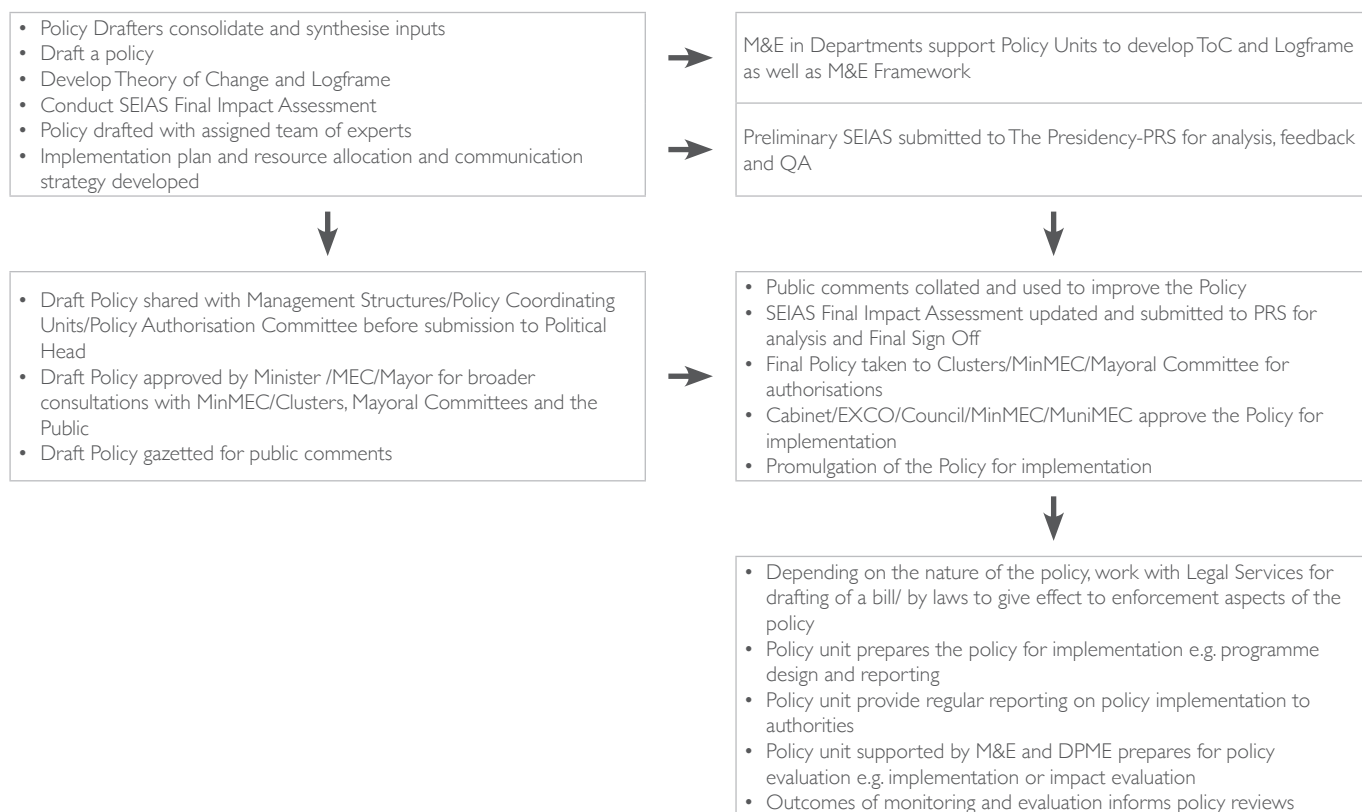 • Policy Drafters consolidate and synthesise inputs
• Draft a policy
• Develop Theory of Change and Logframe
• Conduct SEIAS Final Impact Assessment
• Policy drafted with assigned team of experts
• Implementation plan and resource allocation and communication
strategy developed
M&E in Departments support Policy Units to develop ToC and Logframe
as well as M&E Framework
Preliminary SEIAS submitted to The Presidency-PRS for analysis, feedback
and QA
• Draft Policy shared with Management Structures/Policy Coordinating
Units/Policy Authorisation Committee before submission to Political
Head
• Draft Policy approved by Minister /MEC/Mayor for broader
consultations with MinMEC/Clusters, Mayoral Committees and the
Public
• Draft Policy gazetted for public comments
• Public comments collated and used to improve the Policy
• SEIAS Final Impact Assessment updated and submitted to PRS for
analysis and Final Sign Off
• Final Policy taken to Clusters/MinMEC/Mayoral Committee for
authorisations
• Cabinet/EXCO/Council/MinMEC/MuniMEC approve the Policy for
implementation
• Promulgation of the Policy for implementation
• Depending on the nature of the policy, work with Legal Services for
drafting of a bill/ by laws to give effect to enforcement aspects of the
policy
• Policy unit prepares the policy for implementation e.g. programme
design and reporting
• Policy unit provide regular reporting on policy implementation to
authorities
• Policy unit supported by M&E and DPME prepares for policy
evaluation e.g. implementation or impact evaluation
• Outcomes of monitoring and evaluation informs policy reviews